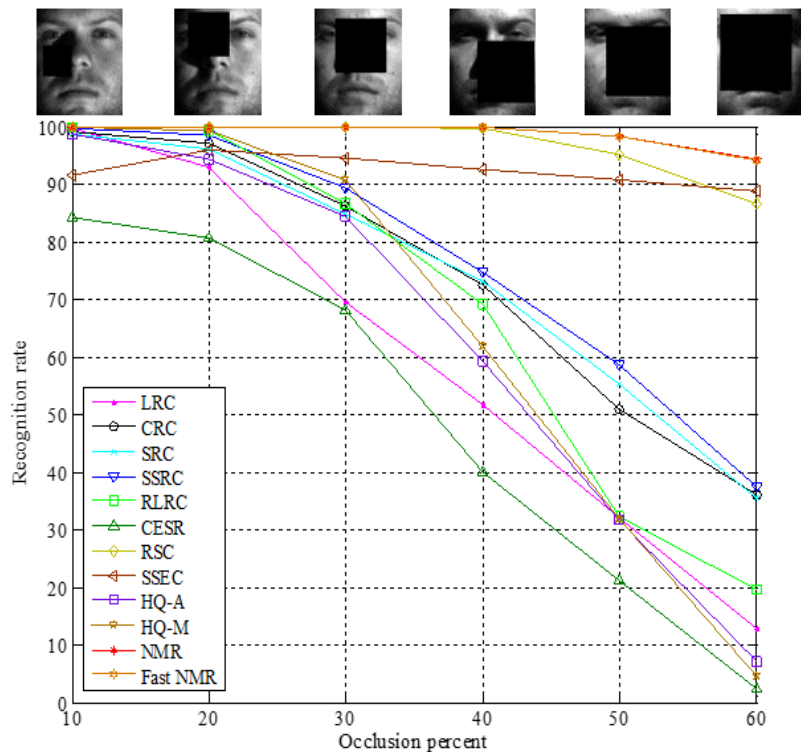 100
90
80
70
60
50
40
30
20
10
0
Recognition rate
LRC
CRC
SRC
SSRC
RLRC
CESR
RSC
SSEC
HQ-A
HQ-M
NMR
Fast NMR
10 20 30 40 50 60
Occlusion percent